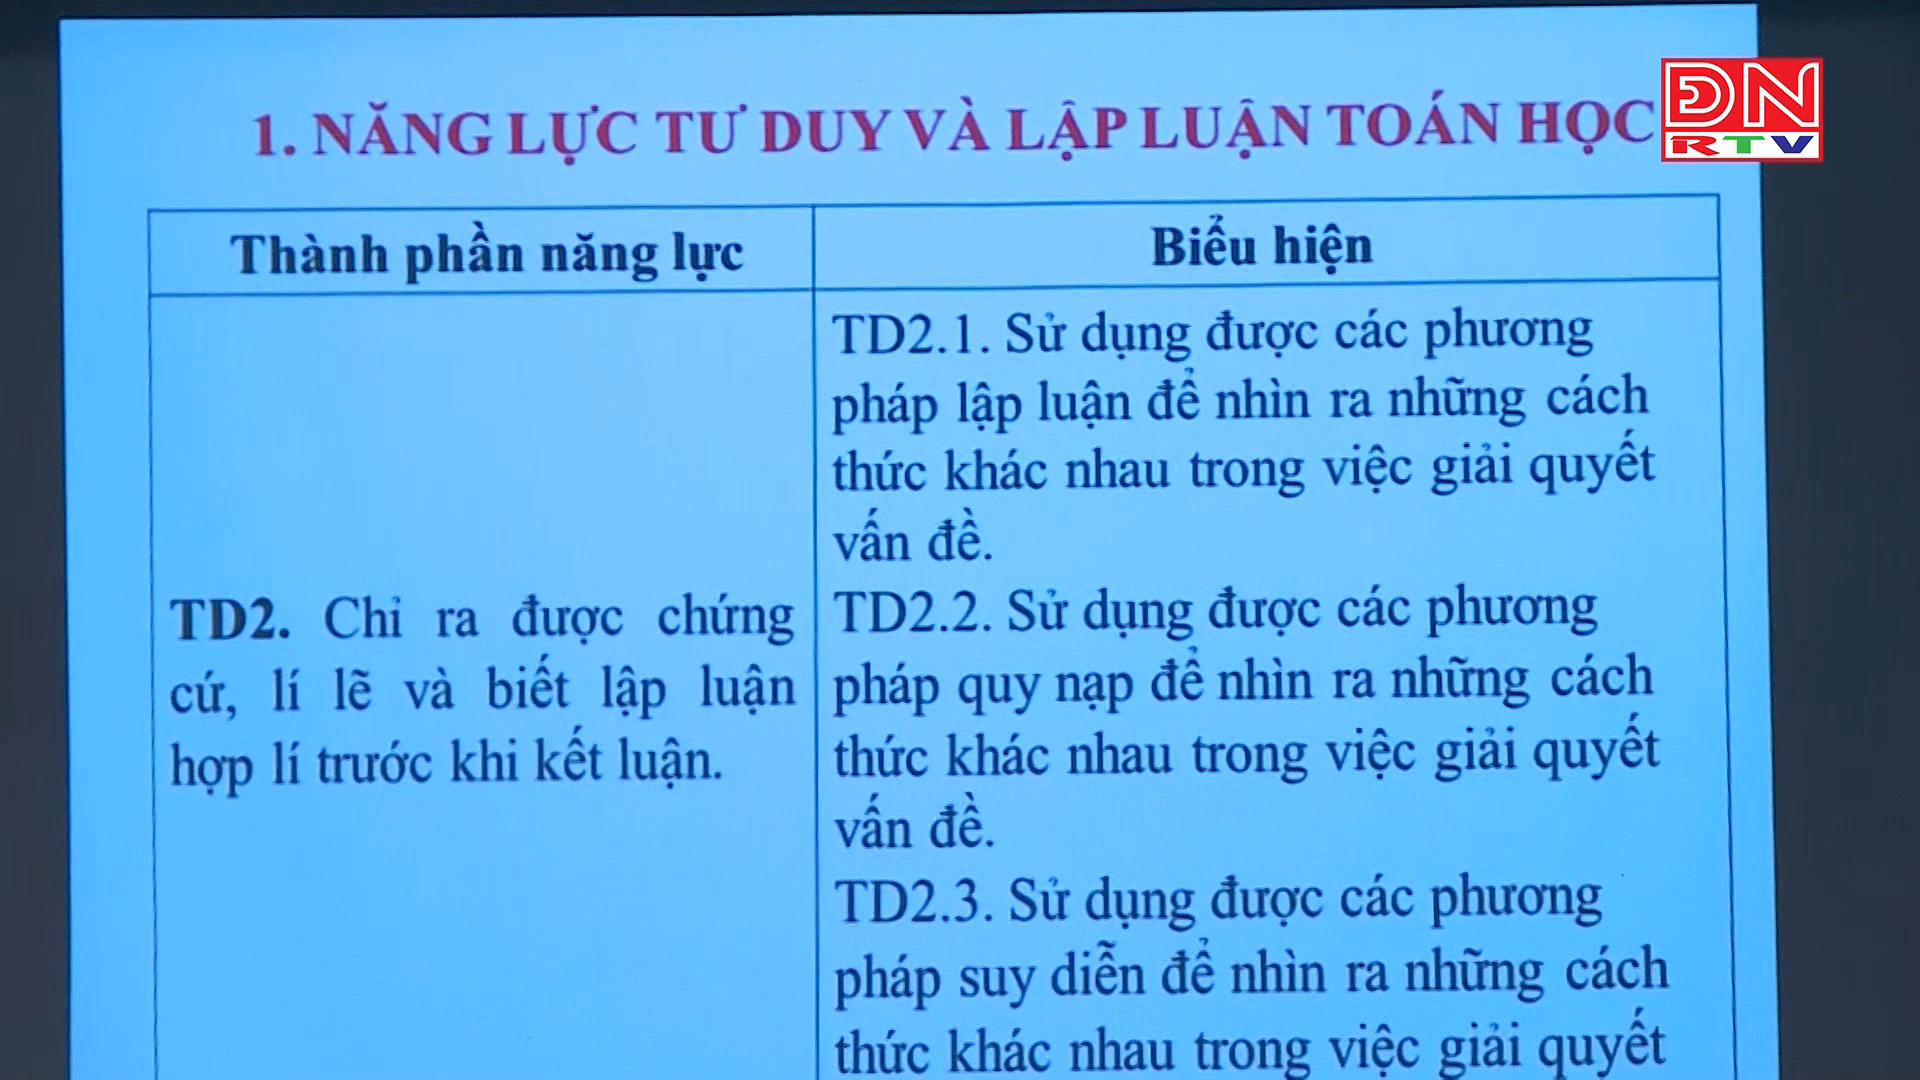 1. NĂNG LỰC TƯ DUY VÀ LẬP LUẬN TOÁN HỌC
ĐN
RTV
Thành phần năng lực
Biểu hiện
TD2. Chỉ ra được chứng
cứ, lí lẽ và biết lập luận
hợp lí trước khi kết luận.
TD2.1. Sử dụng được các phương
pháp lập luận để nhìn ra những cách
thức khác nhau trong việc giải quyết
vấn đề.
TD2.2. Sử dụng được các phương
pháp quy nạp để nhìn ra những cách
thức khác nhau trong việc giải quyết
vấn đề.
TD2.3. Sử dụng được các phương
pháp suy diễn để nhìn ra những cách
thức khác nhau trong việc giải quyết